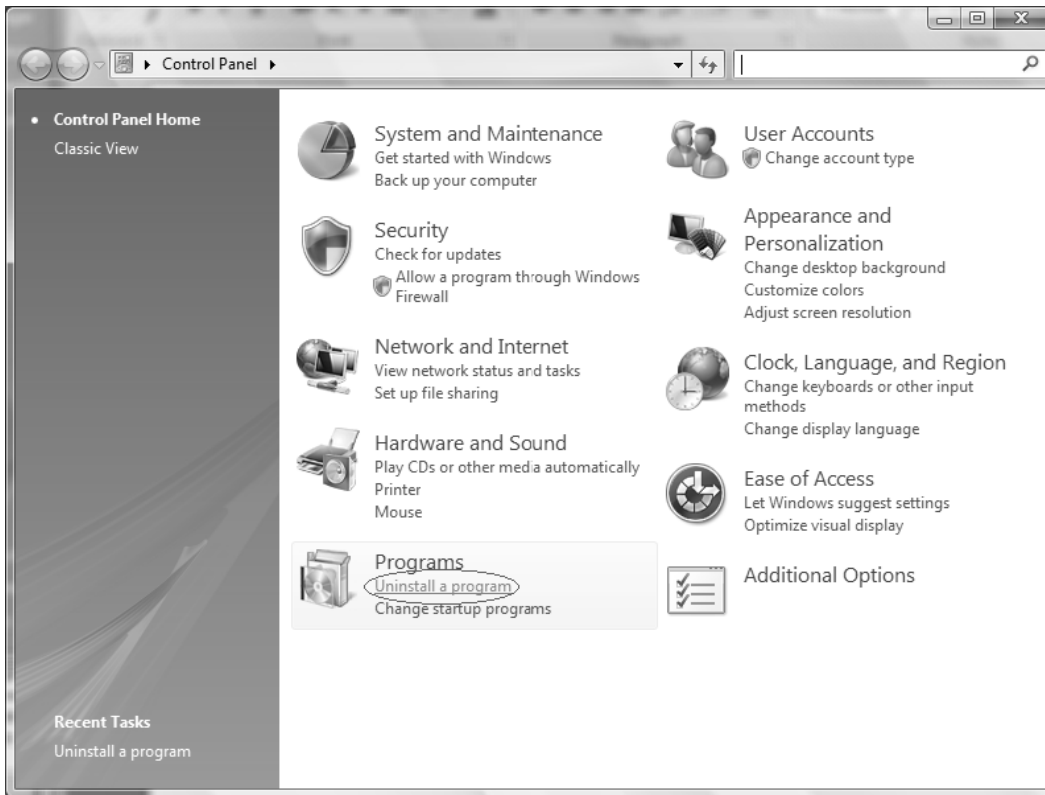 Control Panel
Control Panel Home
Classic View
System and Maintenance
Get started with Windows
Back up your computer
Security
Check for updates
Allow a program through Windows
Firewall
Network and Internet
View network status and tasks
Set up file sharing
Hardware and Sound
Play CDs or other media automatically
Printer
Mouse
Programs
Uninstall a program
Change startup programs
User Accounts
Change account type
Appearance and
Personalization
Change desktop background
Customize colors
Adjust screen resolution
Clock, Language, and Region
Change keyboards or other input
methods
Change display language
Ease of Access
Let Windows suggest settings
Optimize visual display
Additional Options
Recent Tasks
Uninstall a program